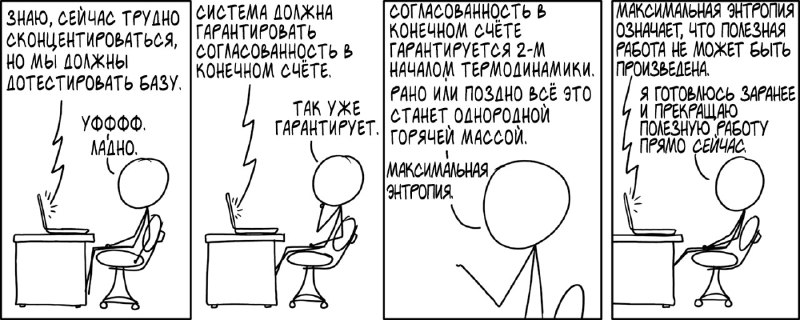 ЗНАЮ, СЕЙЧАС ТРУДНО
СКОНЦЕНТИРОВАТЬСЯ,
НО МЫ ДОЛЖНЫ
ДОТЕСТИРОВАТЬ БАЗУ.
УФФФФ.
ЛАДНО.
СИСТЕМА ДОЛЖНА
ГАРАНТИРОВАТЬ
СОГЛАСОВАННОСТЬ В
КОНЕЧНОМ СЧЁТЕ.
ТАК УЖЕ
ГАРАНТИРУЕТ.
СОГЛАСОВАННОСТЬ В
КОНЕЧНОМ СЧЁТЕ
ГАРАНТИРУЕТСЯ 2-М
НАЧАЛОМ ТЕРМОДИНАМИКИ.
РАНО ИЛИ ПОЗДНО ВСЁ ЭТО
СТАНЕТ ОДНОРОДНОЙ
ГОРЯЧЕЙ МАССОЙ.
МАКСИМАЛЬНАЯ
ЭНТРОПИЯ.
МАКСИМАЛЬНАЯ ЭНТРОПИЯ
ОЗНАЧАЕТ, ЧТО ПОЛЕЗНАЯ
РАБОТА НЕ МОЖЕТ БЫТЬ
ПРОИЗВЕДЕНА.
Я ГОТОВЛЮСЬ ЗАРАНЕЕ
И ПРЕКРАЩАЮ
ПОЛЕЗНУЮ РАБОТУ
ПРЯМО СЕЙЧАС.